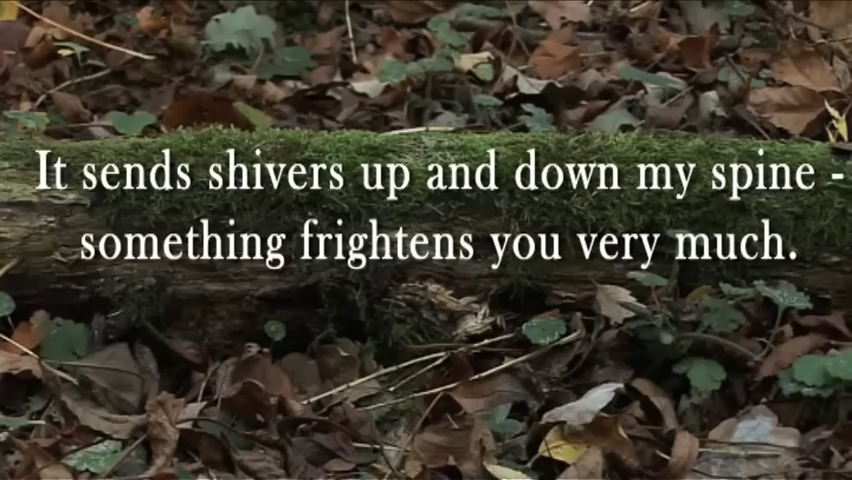 It sends shivers up and down my spine -
something frightens you very much.